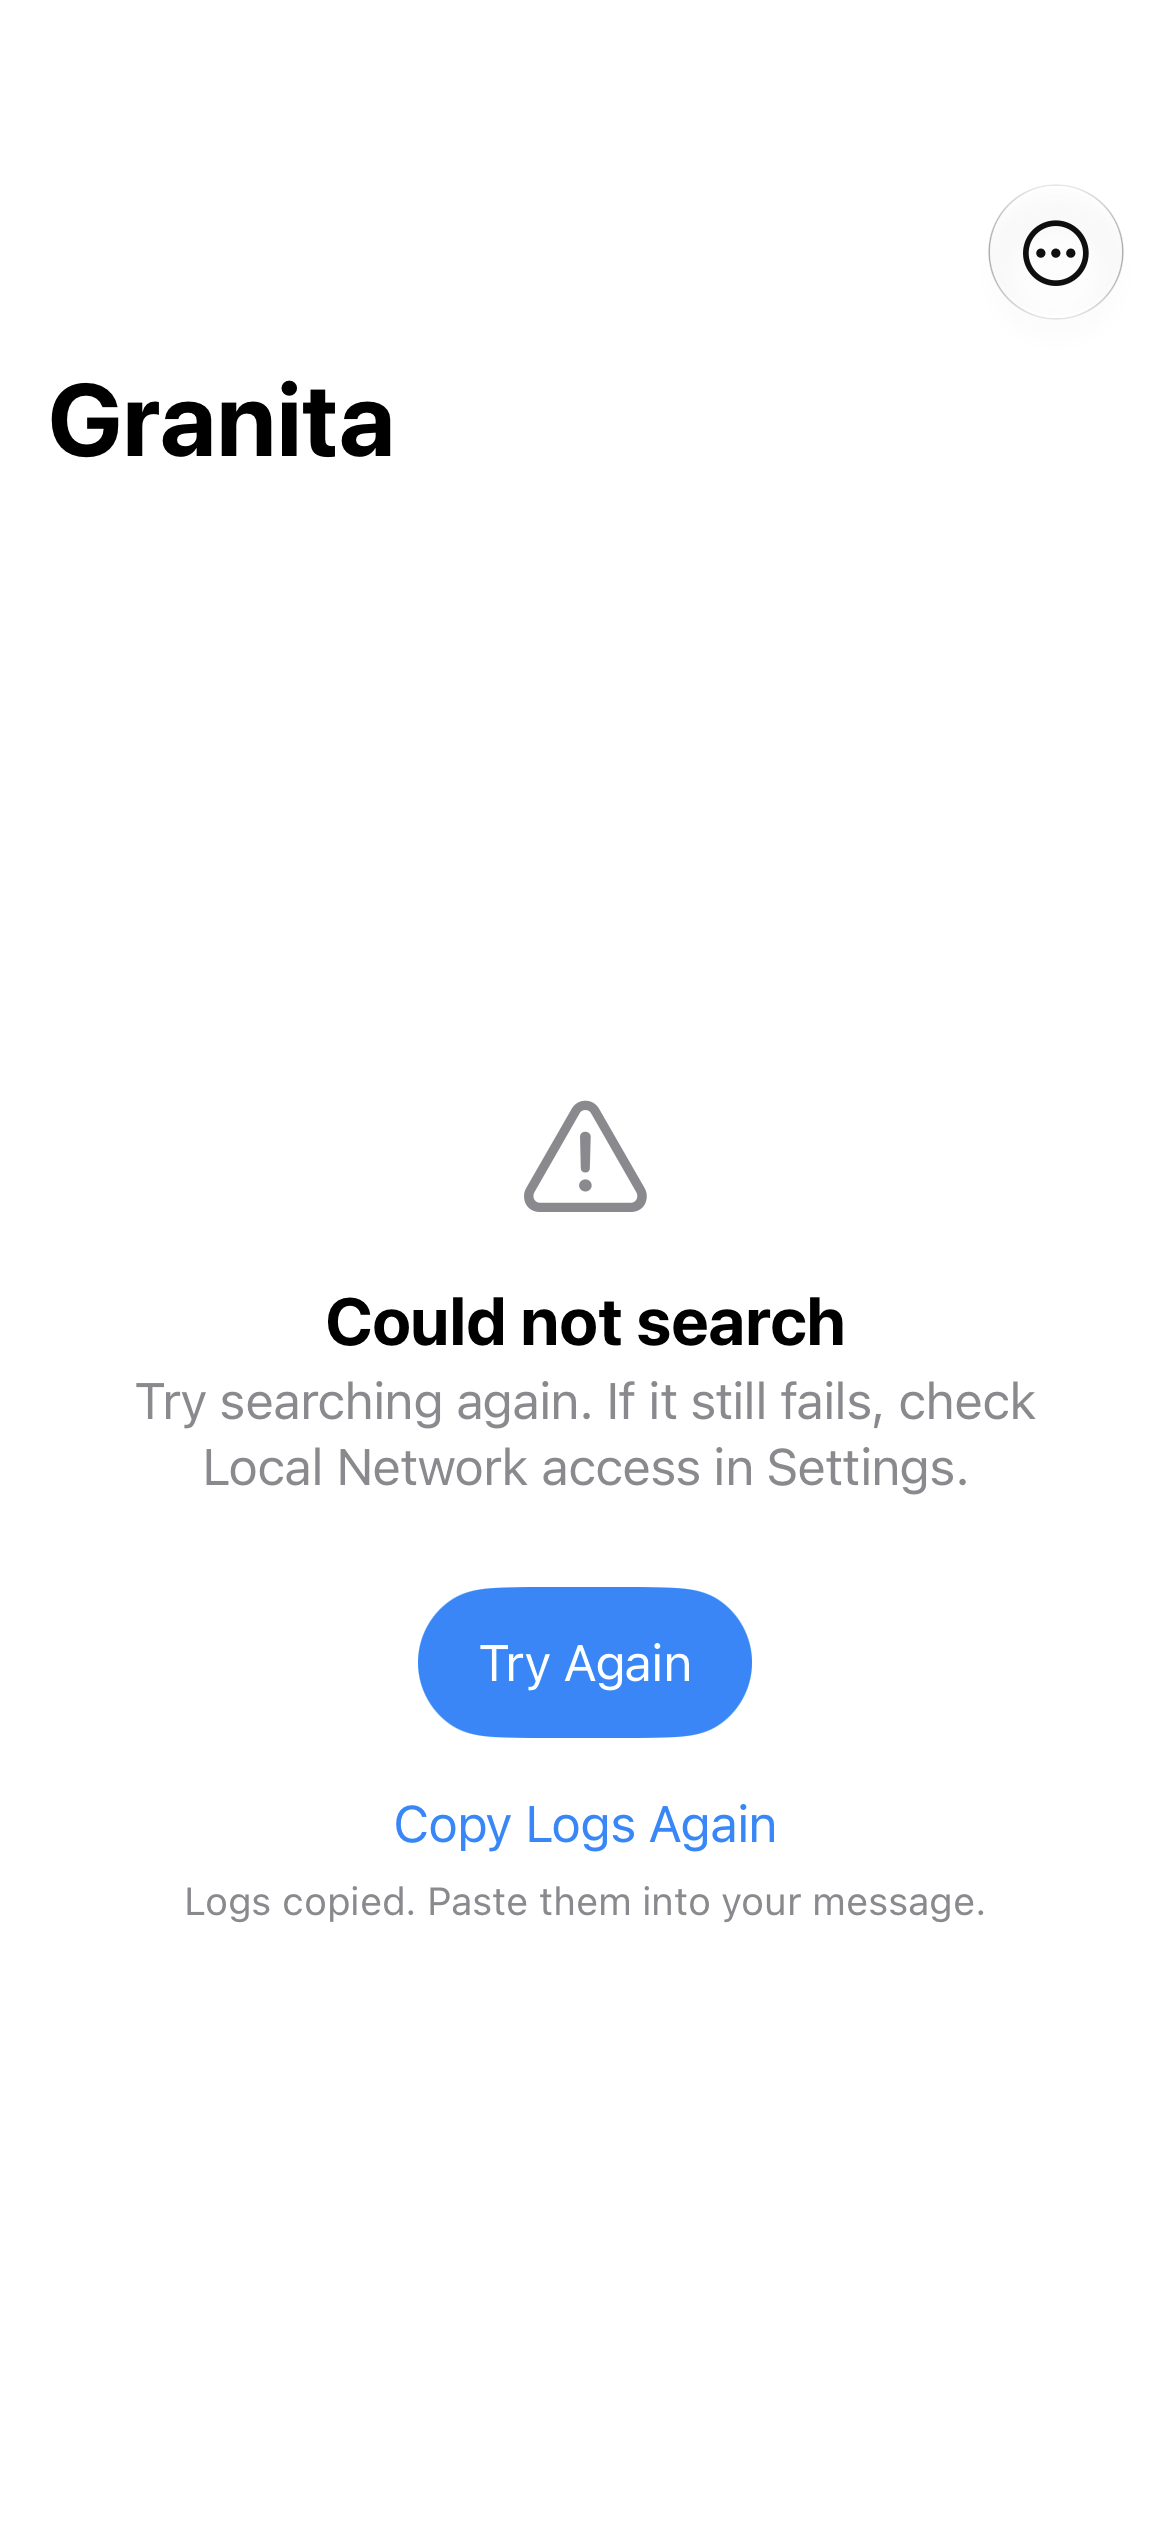 Granita
Could not search
Try searching again. If it still fails, check
Local Network access in Settings.
Try Again
Copy Logs Again
Logs copied. Paste them into your message.